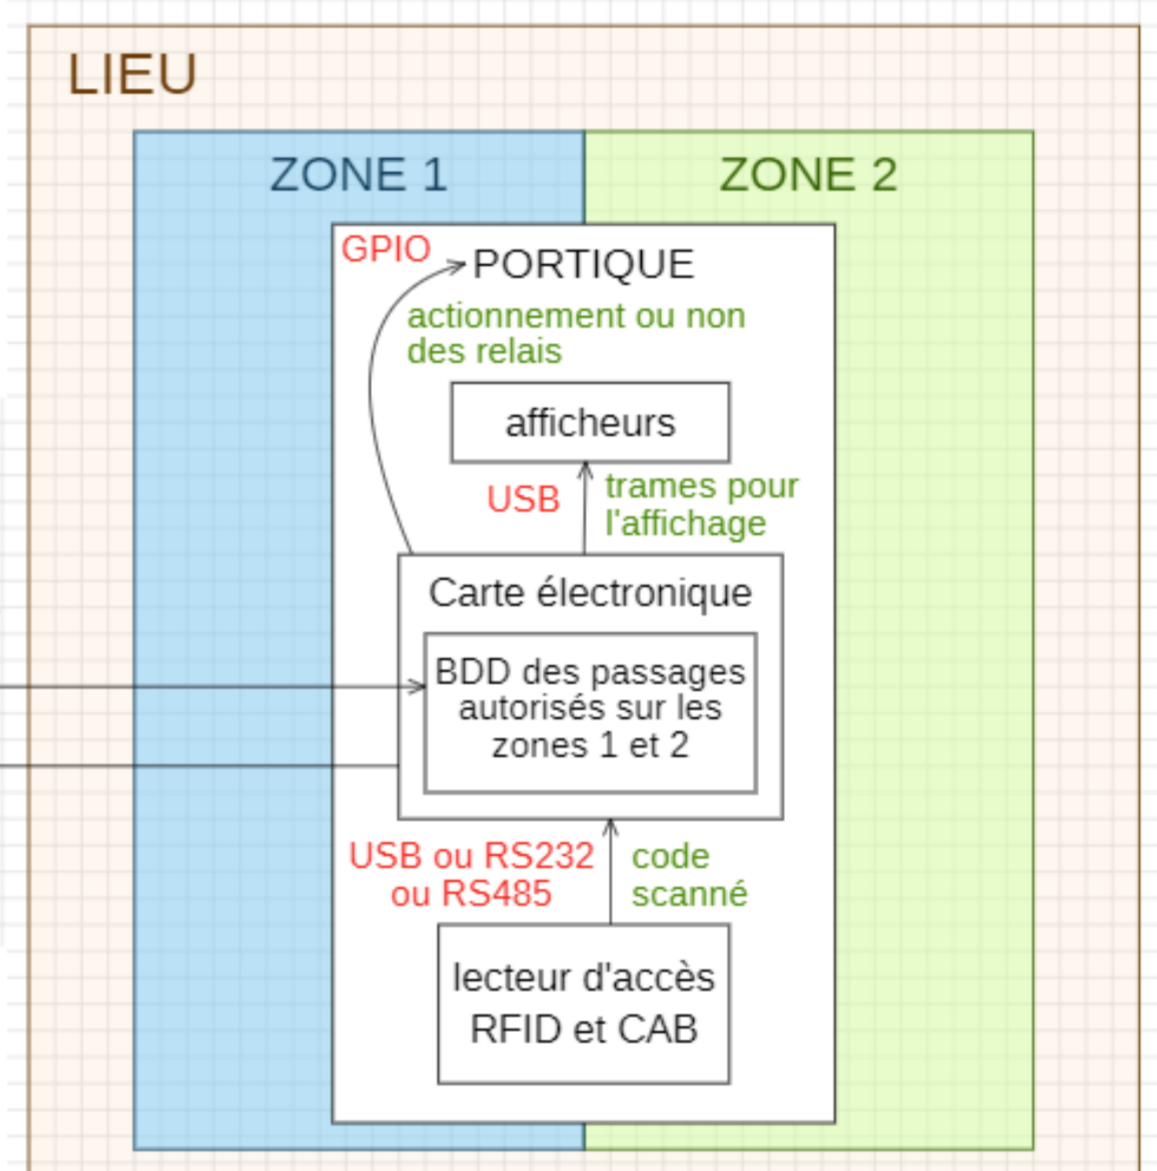 LIEU
ZONE 1
ZONE 2
GPIO
PORTIQUE
actionnement ou non
des relais
afficheurs
USB
trames pour
l'affichage
Carte électronique
BDD des passages
autorisés sur les
zones 1 et 2
USB ou RS232
ou RS485
code
scanné
lecteur d'accès
RFID et CAB